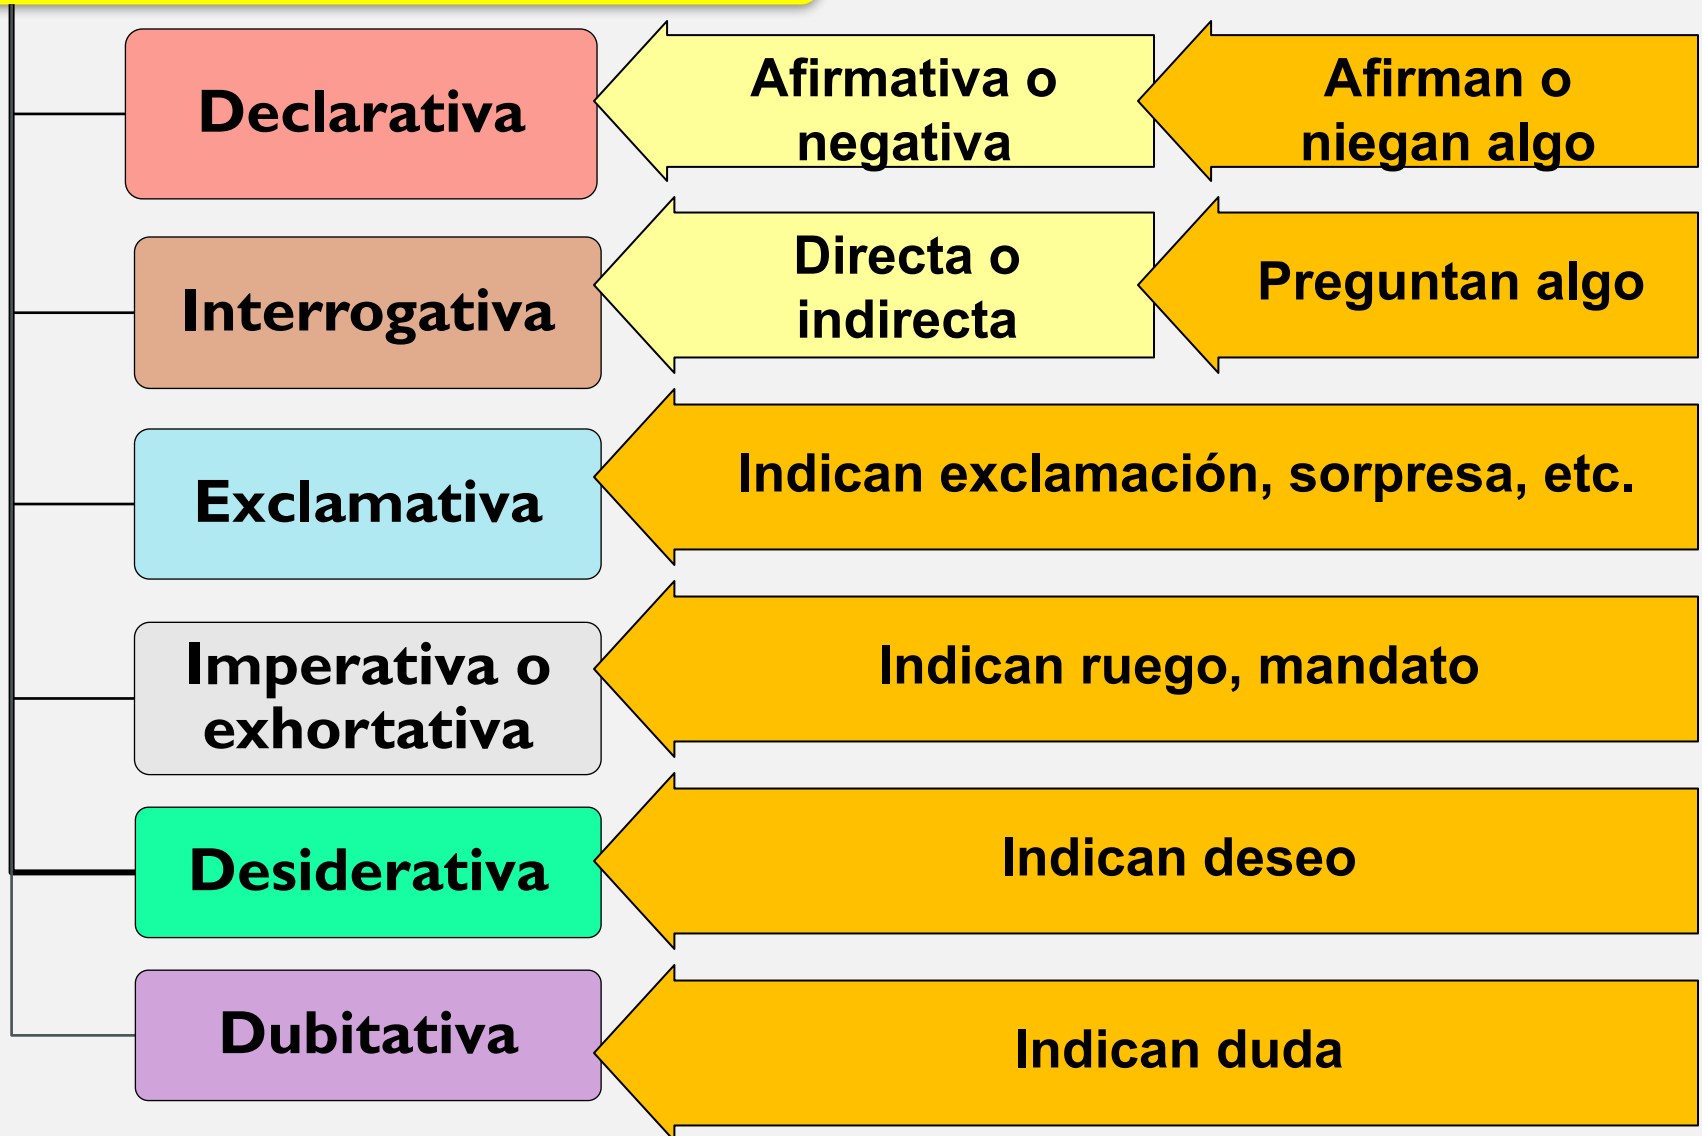 Declarativa
Afirmativa o
negativa
Afirman o
niegan algo
Interrogativa
Directa o
indirecta
Preguntan algo
Exclamativa
Indican exclamación, sorpresa, etc.
Imperativa o
exhortativa
Indican ruego, mandato
Desiderativa
Indican deseo
Dubitativa
Indican duda